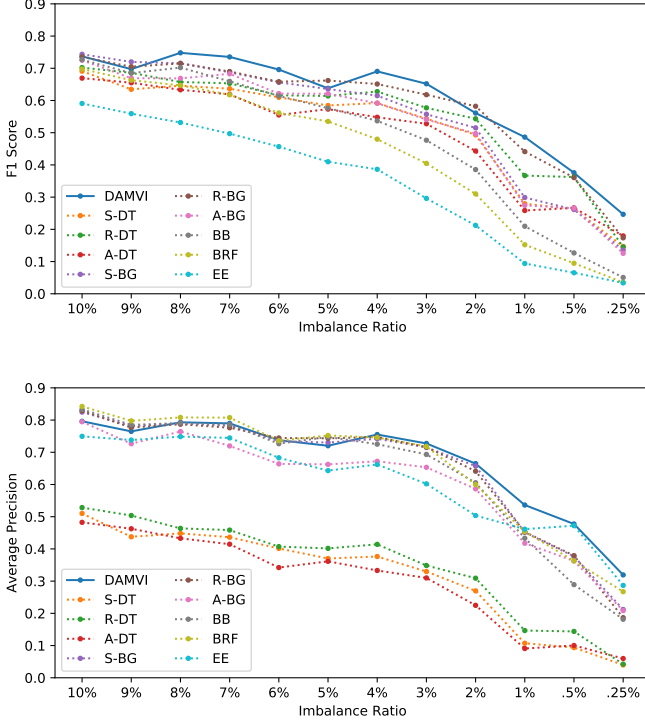 0.9
0.8
0.7
0.6
0.5
0.4
0.3
0.2
0.1
0.0
F1 Score
DAMVI
S-DT
R-DT
A-DT
S-BG
R-BG
A-BG
BB
BRF
EE
10% 9% 8% 7% 6% 5% 4% 3% 2% 1% .5% .25%
Imbalance Ratio
0.9
0.8
0.7
0.6
0.5
0.4
0.3
0.2
0.1
0.0
Average Precision
DAMVI
S-DT
R-DT
A-DT
S-BG
R-BG
A-BG
BB
BRF
EE
10% 9% 8% 7% 6% 5% 4% 3% 2% 1% .5% .25%
Imbalance Ratio